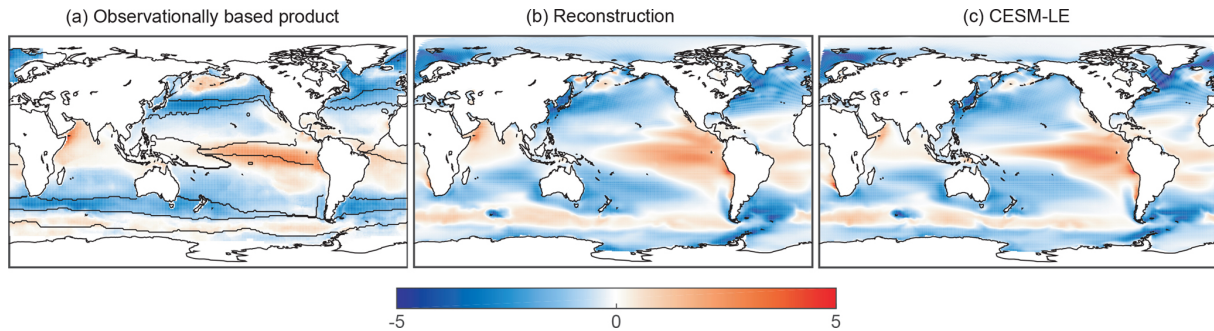 (a) Observationally based product
(b) Reconstruction
(c) CESM-LE
-5
0
5